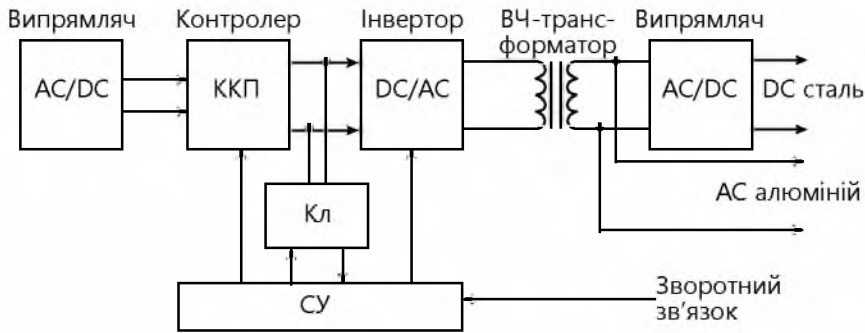 Випрямляч
Контролер
Інвертор
ВЧ-транс-
форматор
Випрямляч
AC/DC
ККП
DC/AC
AC/DC
DC сталь
АС алюміній
Кл
СУ
Зворотний
зв'язок